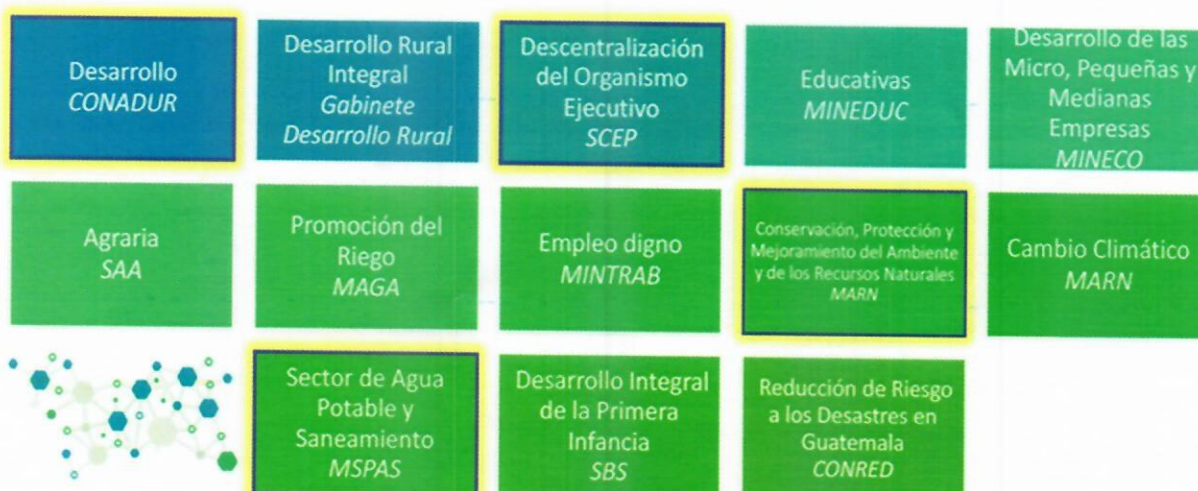 Desarrollo
CONADUR
Desarrollo Rural
Integral
Gabinete
Desarrollo Rural
Descentralización
del Organismo
Ejecutivo
SCEP
Educativas
MINEDUC
Desarrollo de las
Micro, Pequeñas y
Medianas
Empresas
MINECO
Agraria
SAA
Promoción del
Riego
MAGA
Empleo digno
MINTRAB
Conservación, Protección y
Mejoramiento del Ambiente
y de los Recursos Naturales
MARN
Cambio Climático
MARN
Sector de Agua
Potable y
Saneamiento
MSPAS
Desarrollo Integral
de la Primera
Infancia
SBS
Reducción de Riesgo
a los Desastres en
Guatemala
CONRED